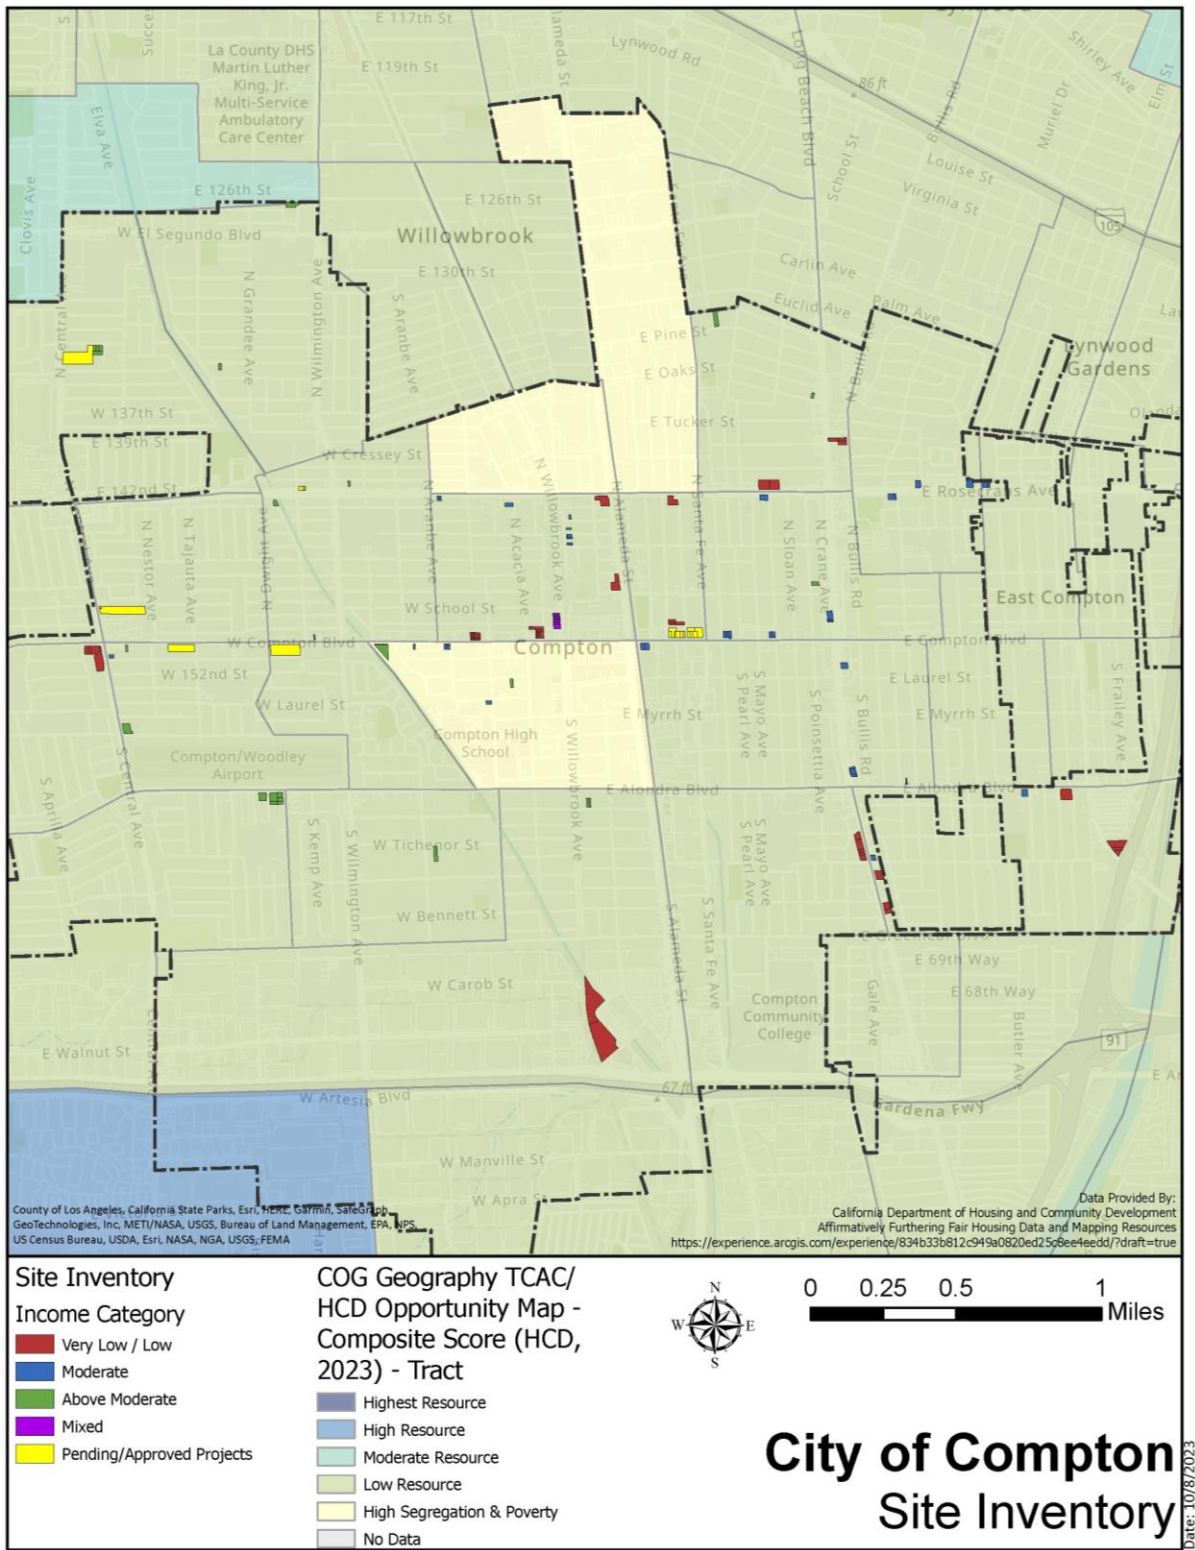 E 117th St
Lynwood Rd
La County DHS
Martin Luther
King, Jr.
Multi-Service
Ambulatory
Care Center
E 119th St
Long Beach Blvd
Shirley Ave
Elm St
86 ft
Muriel Dr
Elva Ave
School St
Louise St
Virginia St
E 126th St
E 126th St
Clovis Ave
W El Segundo Blvd
Willowbrook
105
E 130th St
Carlin Ave
Euclid Ave
Palm Ave
N Grandee Ave
N Wilmington Ave
S Aranbe Ave
E Pine St
E Oaks St
Lynwood
Gardens
W 137th St
E 139th St
E Tucker St
W Cressey St
E 142nd St
N Willowbrook Ave
N Alameda St
N Santa Fe Ave
E Rosecrans Ave
N Nestor Ave
N Tajauta Ave
N Dwight Ave
N Aranbe Ave
N Acacia Ave
N Sloan Ave
N Crane Ave
N Bullis Rd
East Compton
W School St
W Compton Blvd
Compton
E Compton Blvd
W 152nd St
E Laurel St
W Laurel St
E Myrrh St
E Myrrh St
S Mayo Ave
S Pearl Ave
S Poinsettia Ave
S Bullis Rd
S Frailey Ave
Compton High
School
S Willowbrook Ave
Compton/Woodley
Airport
S Central Ave
E Alondra Blvd
E Alondra Blvd
S Aprilla Ave
S Kemp Ave
S Wilmington Ave
W Tichenor St
S Mayo Ave
S Pearl Ave
W Bennett St
S Alameda St
S Santa Fe Ave
E 69th Way
W Carob St
E 68th Way
Compton
Community
College
Gale Ave
Butler Ave
E Walnut St
91
W Artesia Blvd
67 ft
Gardena Fwy
W Manville St
W Apra St
County of Los Angeles, California State Parks, Esri, HERE, Garmin, SafeGraph,
GeoTechnologies, Inc, METI/NASA, USGS, Bureau of Land Management, EPA, NPS,
US Census Bureau, USDA, Esri, NASA, NGA, USGS, FEMA
Data Provided By:
California Department of Housing and Community Development
Affirmatively Furthering Fair Housing Data and Mapping Resources
https://experience.arcgis.com/experience/834b33b812c949a0820ed25c8ee4eedd/?draft=true
Site Inventory
Income Category
Very Low / Low
Moderate
Above Moderate
Mixed
Pending/Approved Projects
COG Geography TCAC/
HCD Opportunity Map -
Composite Score (HCD,
2023) - Tract
Highest Resource
High Resource
Moderate Resource
Low Resource
High Segregation & Poverty
No Data
N
W E
S
0 0.25 0.5 1
Miles
City of Compton
Site Inventory
Date: 10/8/2023